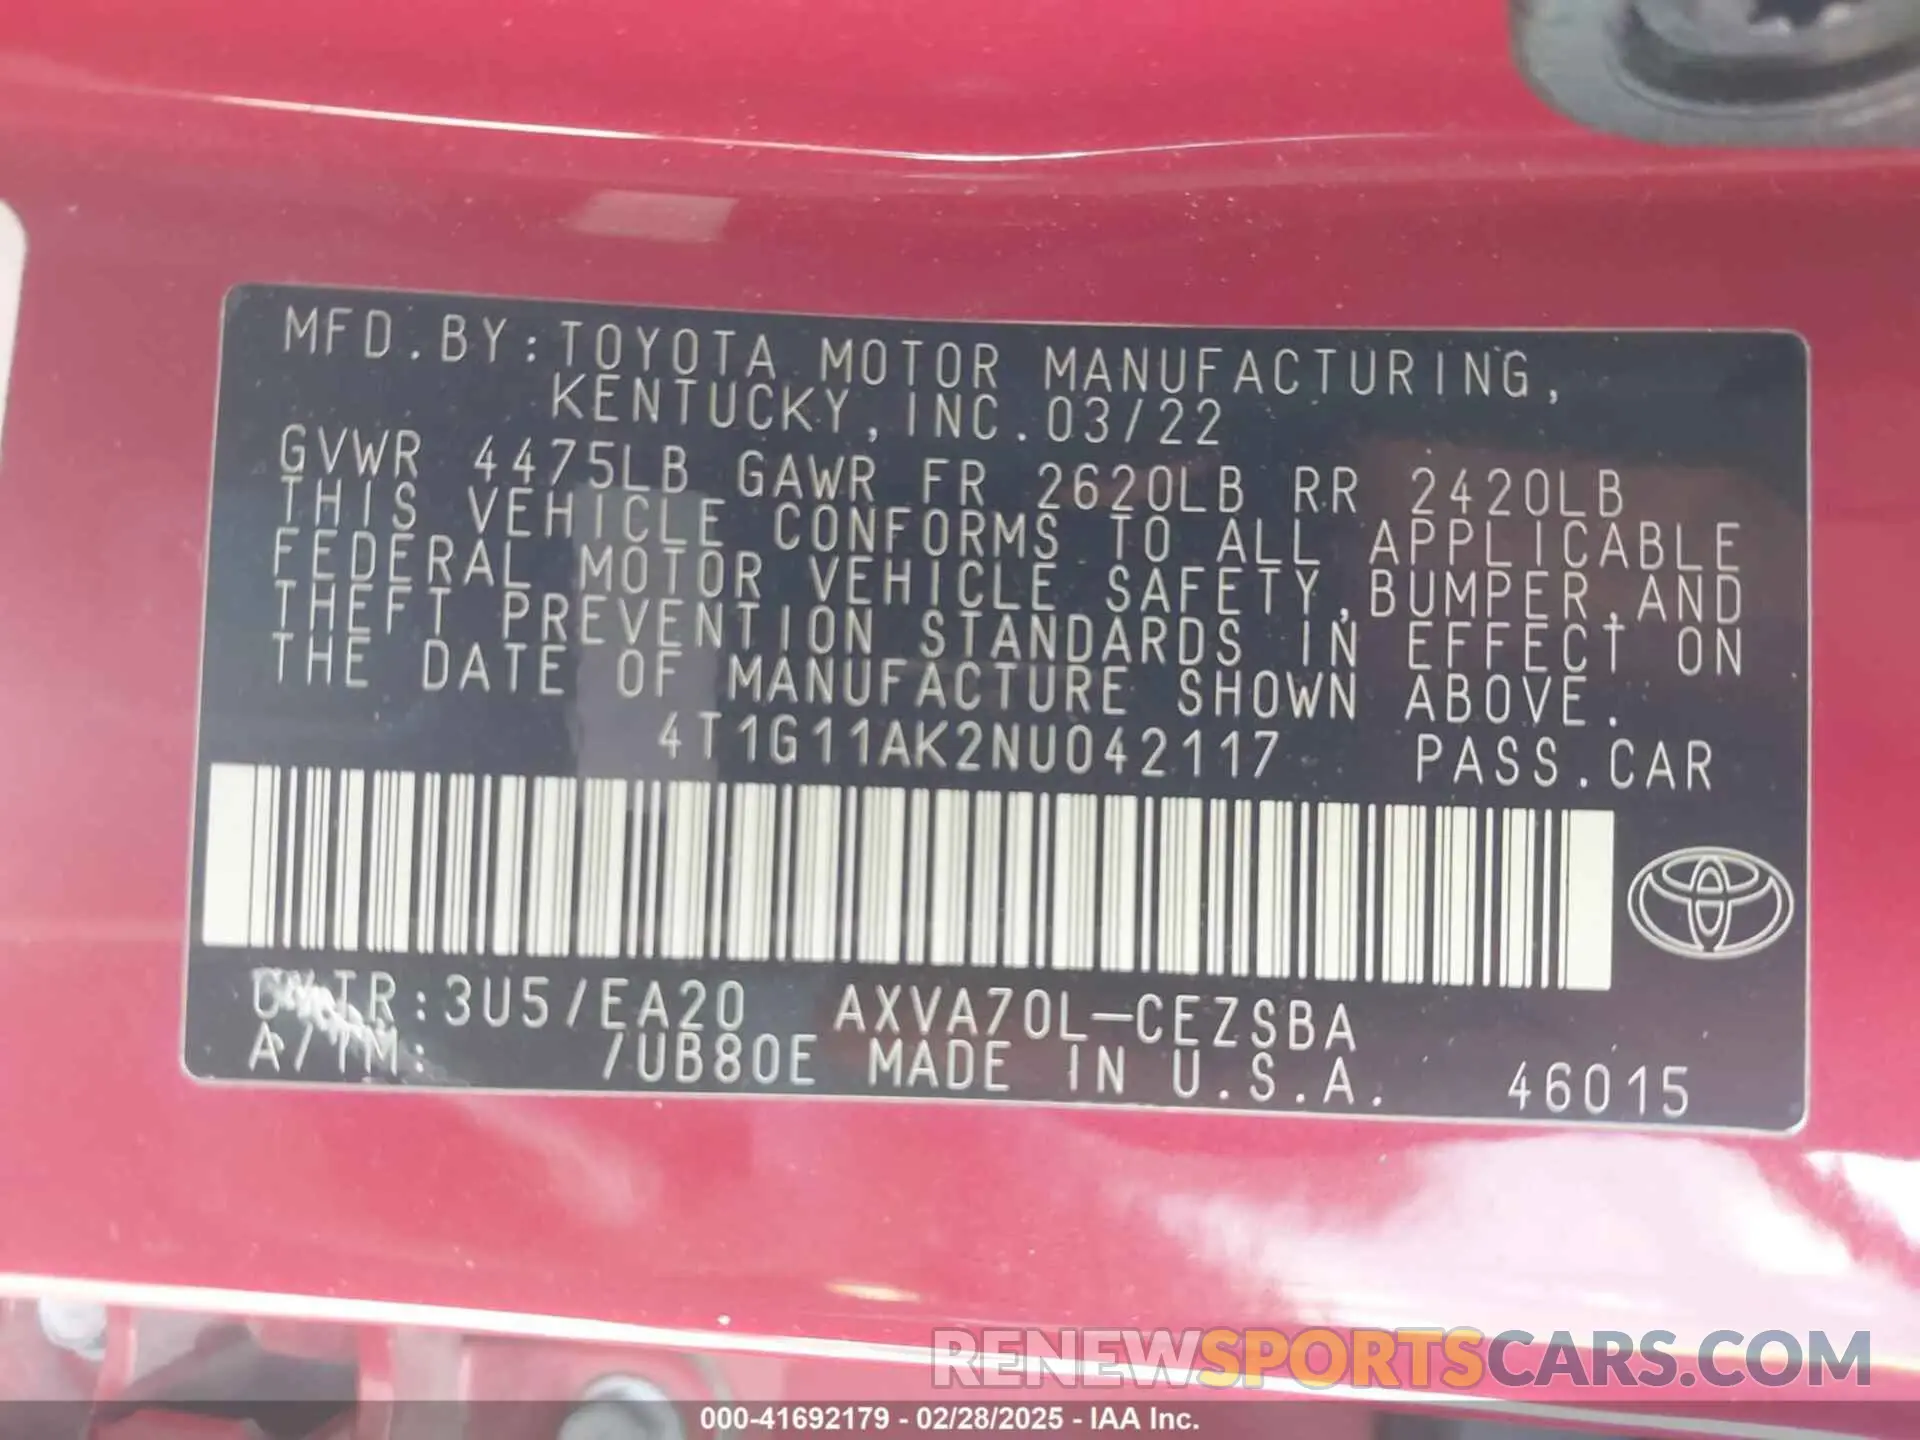 MFD.BY:TOYOTA MOTOR MANUFACTURING,
KENTUCKY,INC.03/22
GVWR 4475LB GAWR FR 2620LB RR 2420LB
THIS VEHICLE CONFORMS TO ALL APPLICABLE
FEDERAL MOTOR VEHICLE SAFETY,BUMPER,AND
THEFT PREVENTION STANDARDS IN EFFECT ON
THE DATE OF MANUFACTURE SHOWN ABOVE.
4T1G11AK2NU042117 PASS.CAR
C/TR:3U5/EA20 AXVA70L-CEZSBA
A/TM: /UB80E MADE IN U.S.A. 46015
RENEWSPORTSCARS.COM
000-41692179 - 02/28/2025 - IAA Inc.